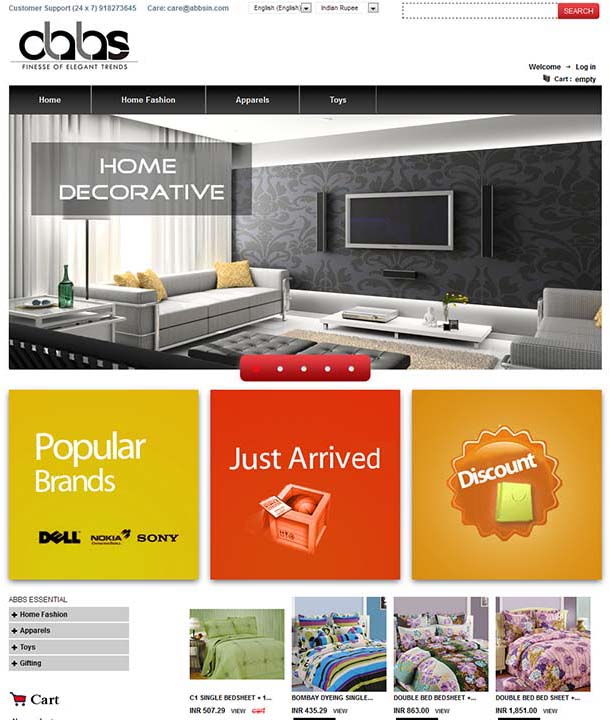 Customer Support (24 x 7) 918273645 Care: care@abbsin.com English (English) Indian Rupee SEARCH
abbs
FINESSE OF ELEGANT TRENDS
Welcome Log in
Cart : empty
Home Home Fashion Apparels Toys
HOME
DECORATIVE
Popular
Brands
DELL NOKIA SONY
Just Arrived
Discount
ABBS ESSENTIAL
+ Home Fashion
+ Apparels
+ Toys
+ Gifting
Cart
C1 SINGLE BEDSHEET + 1... BOMBAY DYEING SINGLE... DOUBLE BED SHEET +... DOUBLE BED BED SHEET +...
INR 507.29 VIEW cart INR 435.29 VIEW INR 863.00 VIEW INR 1,851.00 VIEW